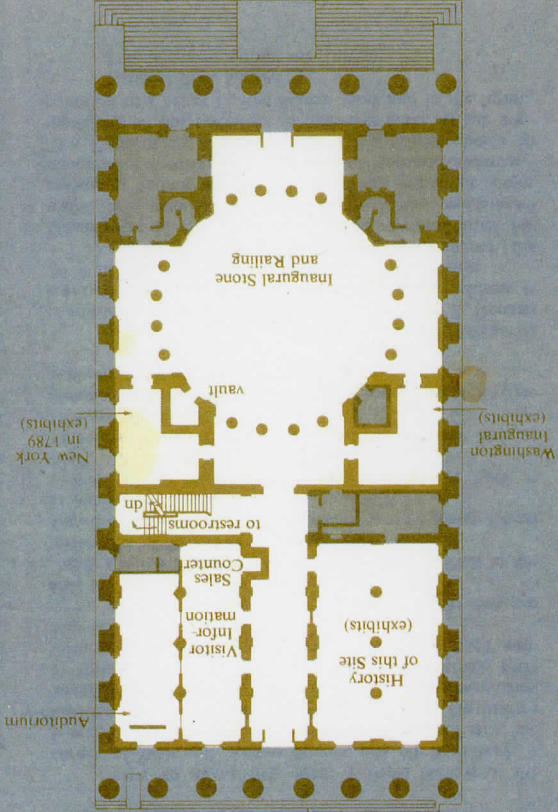 Auditorium
History
of this Site
(exhibits)
Visitor
Infor-
mation
Sales
Counter
to restrooms
dn
Washington
Inaugural
(exhibits)
New York
in 1789
(exhibits)
vault
Inaugural Stone
and Railing